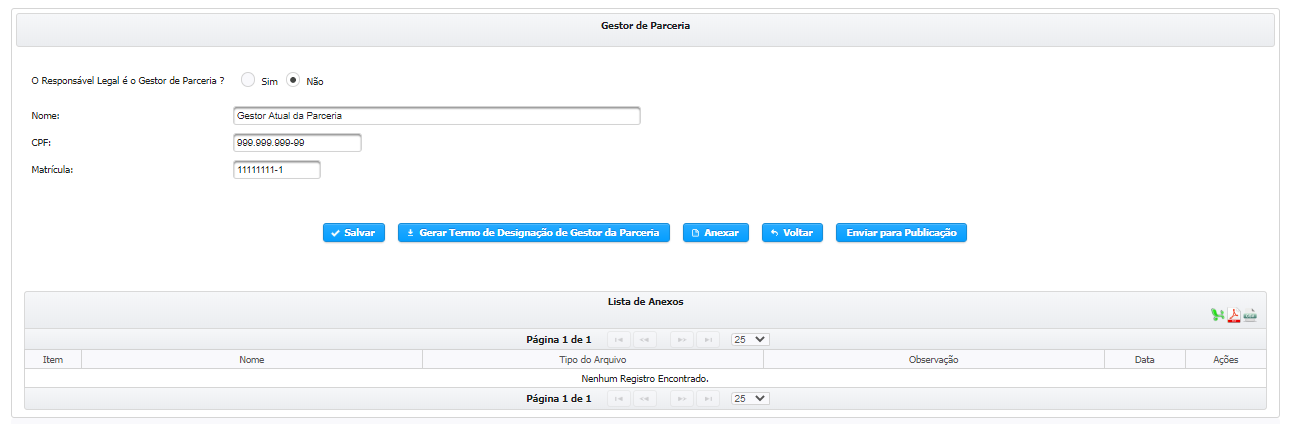 Gestor de Parceria
O Responsável Legal é o Gestor de Parceria ? Sim Não
Nome: Gestor Atual da Parceria
CPF: 999.999.999-99
Matrícula: 11111111-1
Salvar Gerar Termo de Designação de Gestor da Parceria Anexar Voltar Enviar para Publicação
Lista de Anexos
Página 1 de 1 25
Item Nome Tipo do Arquivo Observação Data Ações
Nenhum Registro Encontrado.
Página 1 de 1 25